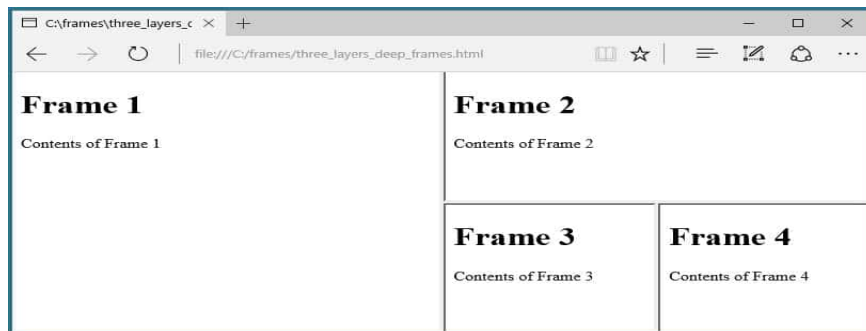 C:\frames\three_layers_c
file:///C:/frames/three_layers_deep_frames.html
Frame 1
Contents of Frame 1
Frame 2
Contents of Frame 2
Frame 3
Contents of Frame 3
Frame 4
Contents of Frame 4